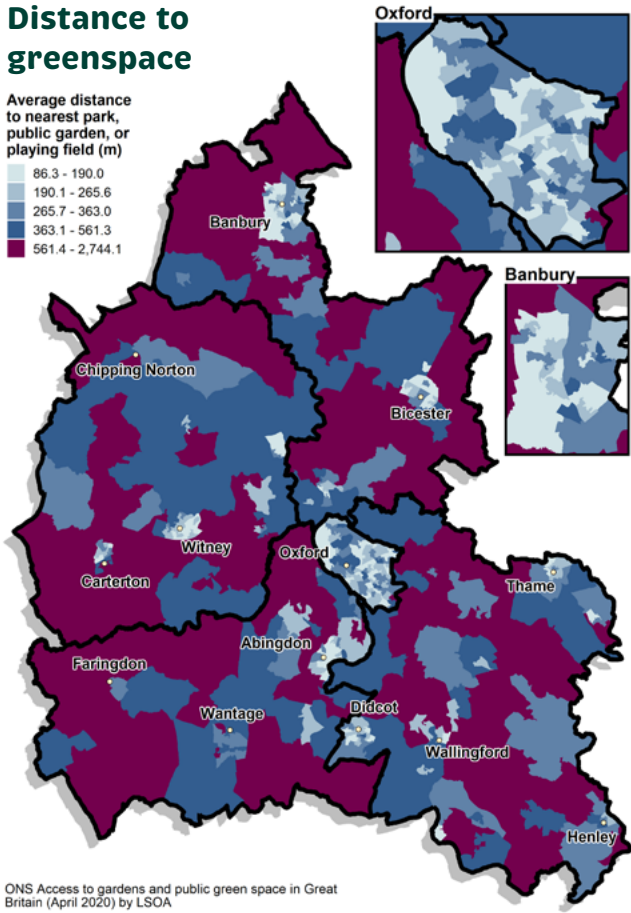 Distance to
greenspace
Average distance
to nearest park,
public garden, or
playing field (m)
86.3 - 190.0
190.1 - 265.6
265.7 - 363.0
363.1 - 561.3
561.4 - 2,744.1
Oxford
Banbury
Banbury
Chipping Norton
Bicester
Witney
Oxford
Carterton
Thame
Abingdon
Faringdon
Wantage
Didcot
Wallingford
Henley
ONS Access to gardens and public green space in Great
Britain (April 2020) by LSOA